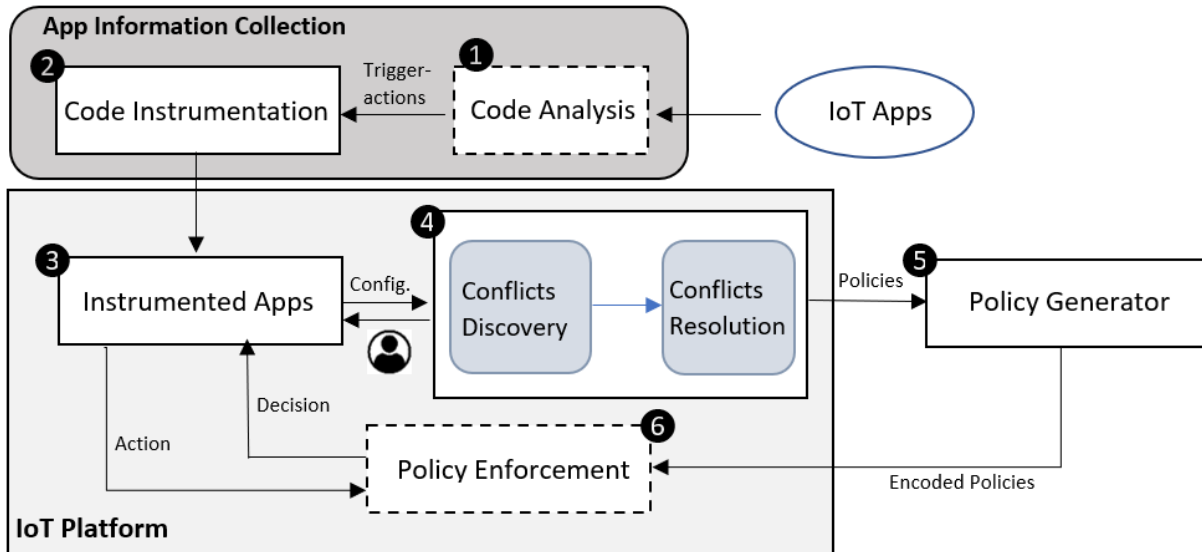 App Information Collection
2
1
Code Instrumentation
Trigger-
actions
Code Analysis
IoT Apps
4
3
5
Instrumented Apps
Config.
Conflicts
Discovery
Conflicts
Resolution
Policies
Policy Generator
Decision
Action
6
Policy Enforcement
Encoded Policies
IoT Platform